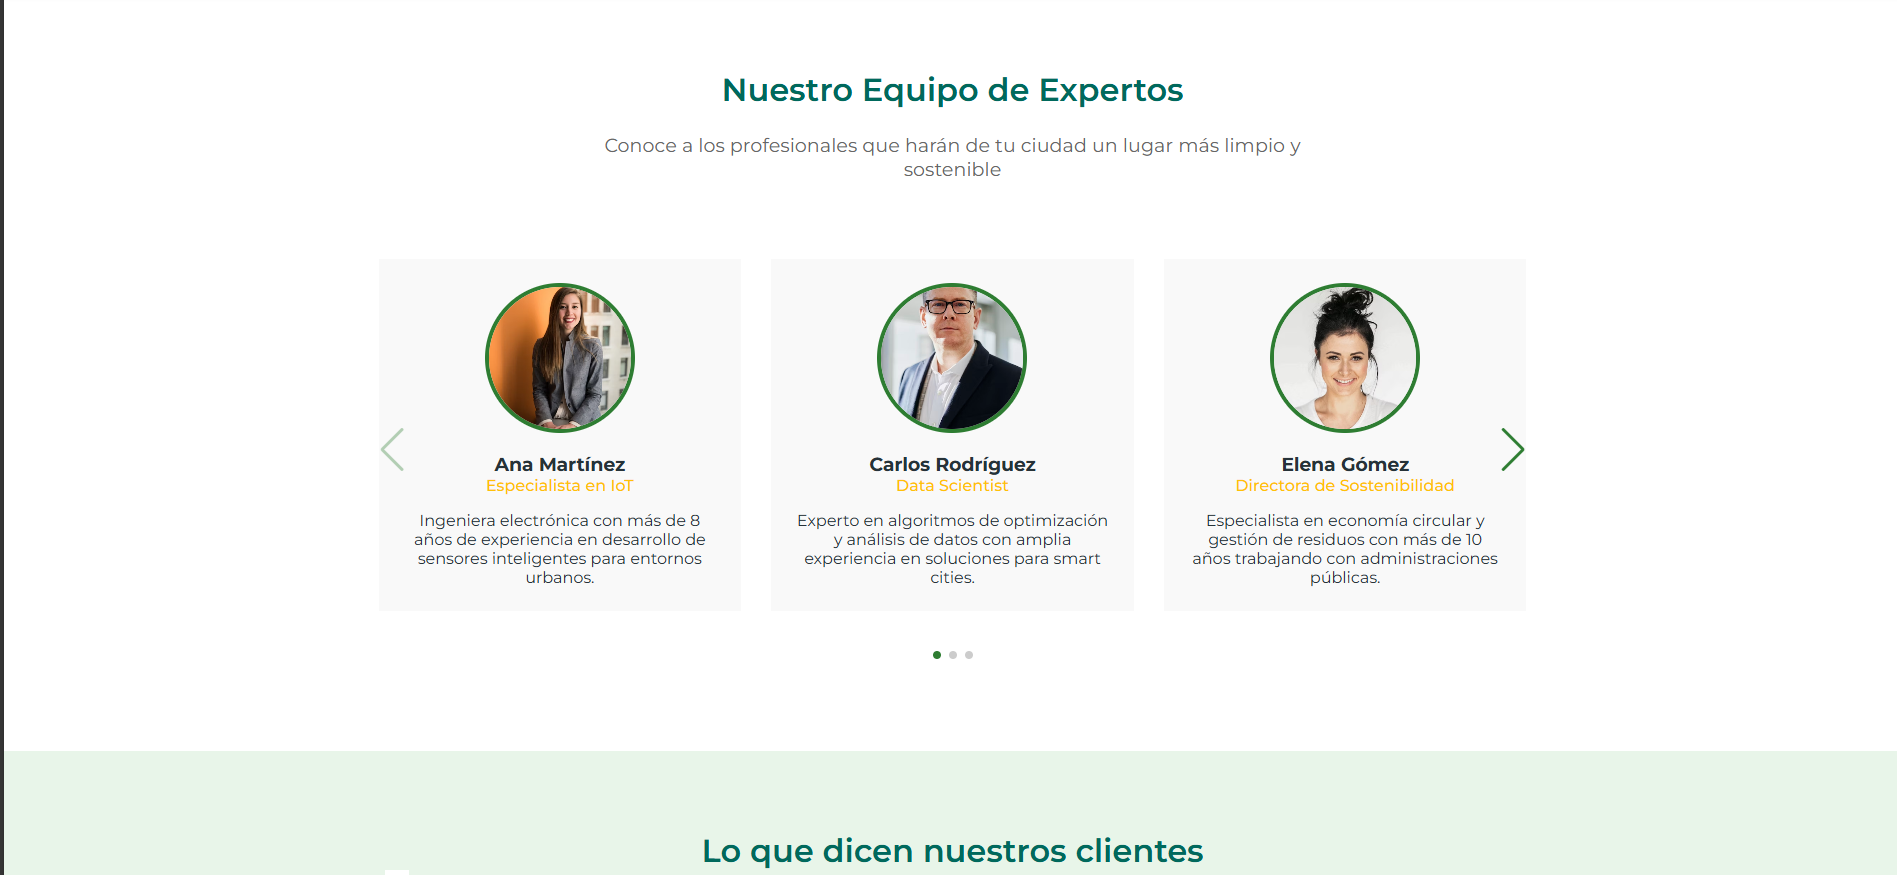 Nuestro Equipo de Expertos
Conoce a los profesionales que harán de tu ciudad un lugar más limpio y
sostenible
Ana Martínez
Especialista en IoT
Ingeniera electrónica con más de 8
años de experiencia en desarrollo de
sensores inteligentes para entornos
urbanos.
Carlos Rodríguez
Data Scientist
Experto en algoritmos de optimización
y análisis de datos con amplia
experiencia en soluciones para smart
cities.
Elena Gómez
Directora de Sostenibilidad
Especialista en economía circular y
gestión de residuos con más de 10
años trabajando con administraciones
públicas.
Lo que dicen nuestros clientes